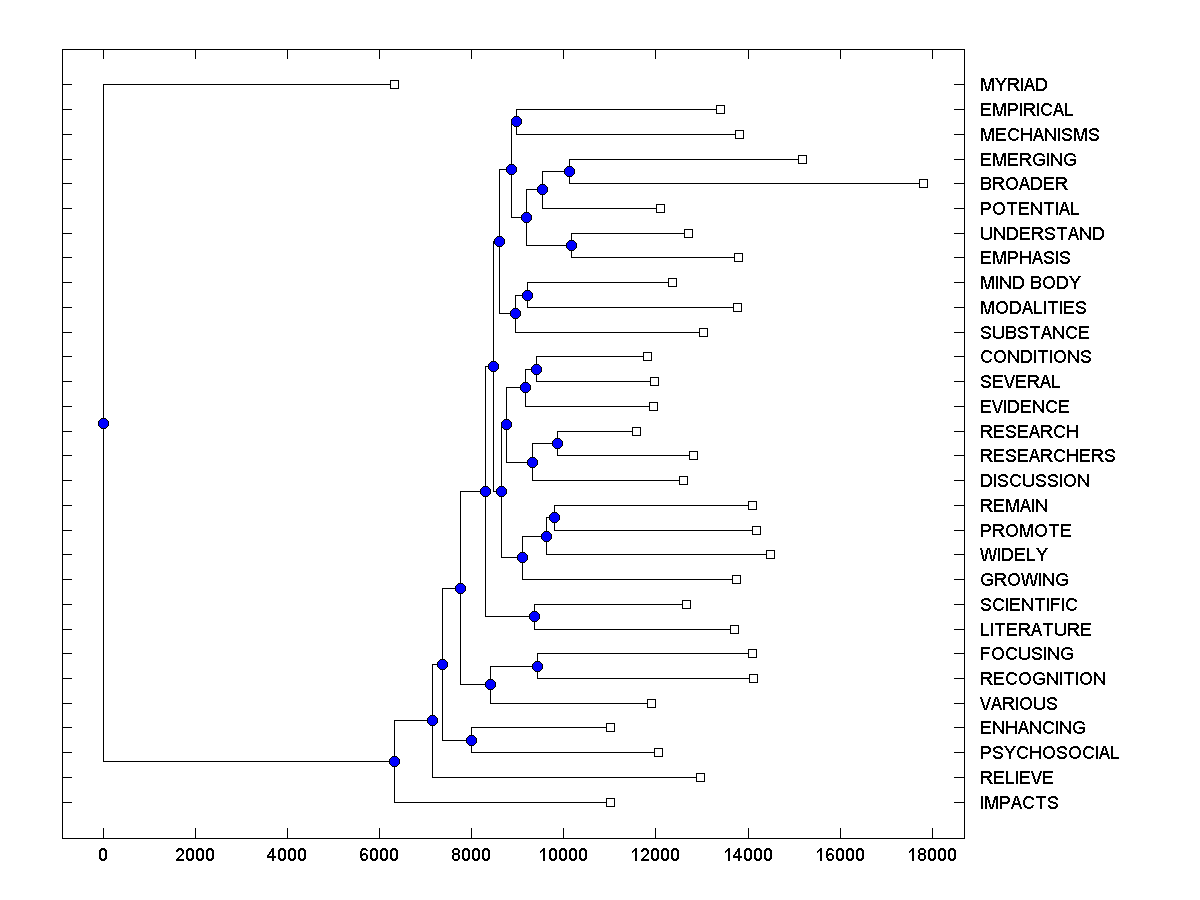 MYRIAD
EMPIRICAL
MECHANISMS
EMERGING
BROADER
POTENTIAL
UNDERSTAND
EMPHASIS
MIND BODY
MODALITIES
SUBSTANCE
CONDITIONS
SEVERAL
EVIDENCE
RESEARCH
RESEARCHERS
DISCUSSION
REMAIN
PROMOTE
WIDELY
GROWING
SCIENTIFIC
LITERATURE
FOCUSING
RECOGNITION
VARIOUS
ENHANCING
PSYCHOSOCIAL
RELIEVE
IMPACTS
0 2000 4000 6000 8000 10000 12000 14000 16000 18000